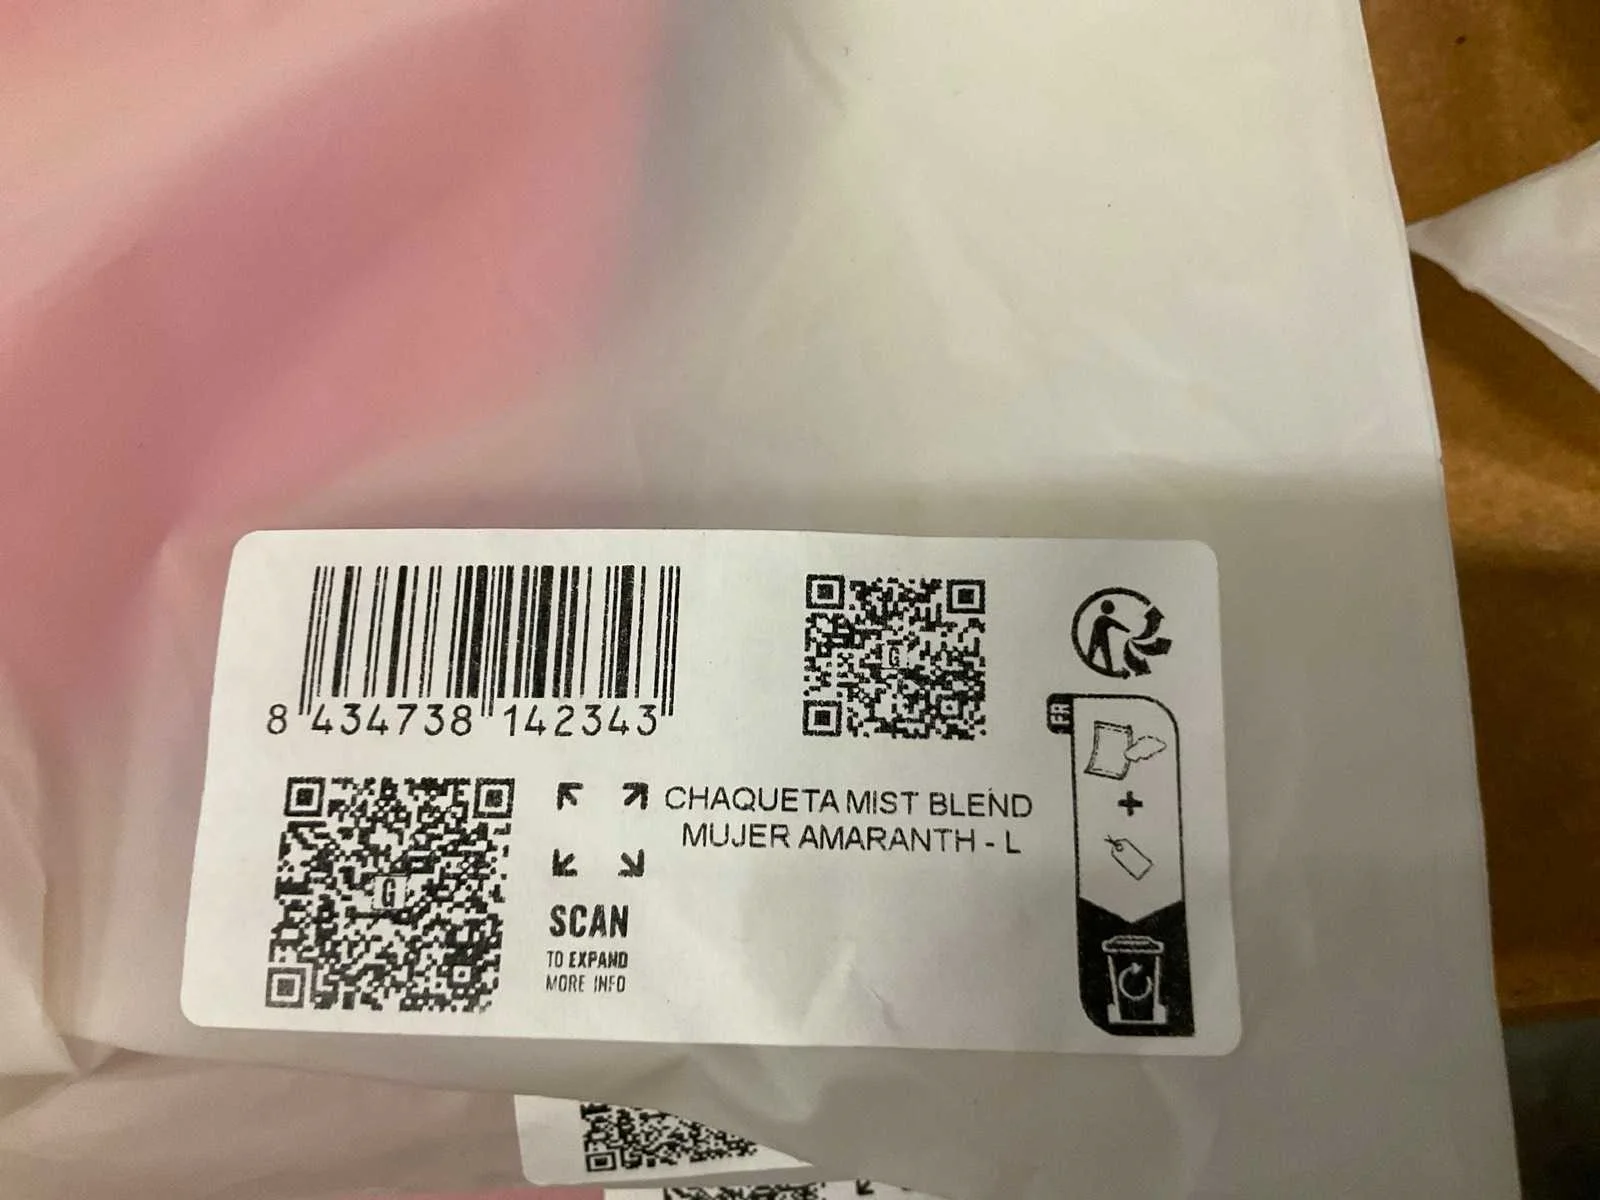 8 434738 142343
G
FR
CHAQUETA MIST BLEND
MUJER AMARANTH - L
G
SCAN
TO EXPAND
MORE INFO